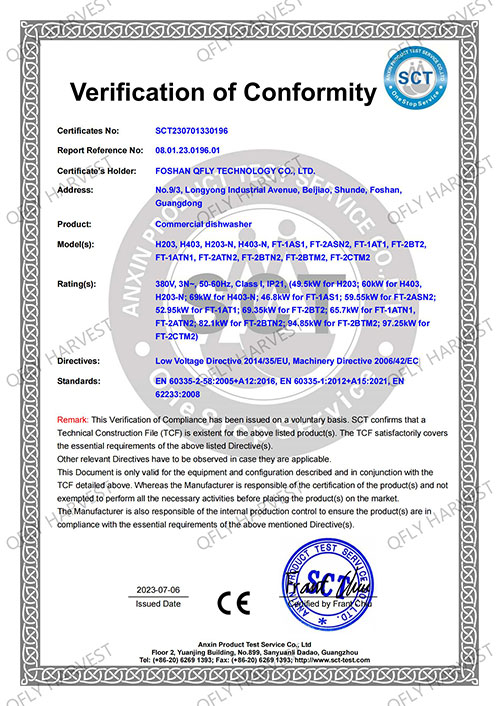 ANXIN PRODUCT TEST SERVICE CO., LTD.
SCT
OneStopService
Verification of Conformity
Certificates No: SCT230701330196
Report Reference No: 08.01.23.0196.01
Certificate's Holder: FOSHAN QFLY TECHNOLOGY CO., LTD.
Address: No.9/3, Longyong Industrial Avenue, Beijiao, Shunde, Foshan,
Guangdong
Product: Commercial dishwasher
Model(s): H203, H403, H203-N, H403-N, FT-1AS1, FT-2ASN2, FT-1AT1, FT-2BT2,
FT-1ATN1, FT-2ATN2, FT-2BTN2, FT-2BTM2, FT-2CTM2
Rating(s): 380V, 3N~, 50-60Hz, Class I, IP21, (49.5kW for H203; 60kW for H403,
H203-N; 69kW for H403-N; 46.8kW for FT-1AS1; 59.55kW for FT-2ASN2;
52.95kW for FT-1AT1; 69.35kW for FT-2BT2; 65.7kW for FT-1ATN1,
FT-2ATN2; 82.1kW for FT-2BTN2; 94.85kW for FT-2BTM2; 97.25kW for
FT-2CTM2)
Directives: Low Voltage Directive 2014/35/EU, Machinery Directive 2006/42/EC
Standards: EN 60335-2-58:2005+A12:2016, EN 60335-1:2012+A15:2021, EN
62233:2008
Remark: This Verification of Compliance has been issued on a voluntary basis. SCT confirms that a
Technical Construction File (TCF) is existent for the above listed product(s). The TCF satisfactorily covers
the essential requirements of the above listed Directive(s).
Other relevant Directives have to be observed in case they are applicable.
This Document is only valid for the equipment and configuration described and in conjunction with the
TCF detailed above. Whereas the Manufacturer is responsible of the certification of the product(s) and not
exempted to perform all the necessary activities before placing the product(s) on the market.
The Manufacturer is also responsible of the internal production control to ensure the product(s) are in
compliance with the essential requirements of the above mentioned Directive(s).
2023-07-06
Issued Date
CE
ANXIN PRODUCT TEST SERVICE CO., LTD.
SCT
Certified by Frant Chiu
Anxin Product Test Service Co., Ltd
Floor 2, Yuanjing Building, No.899, Sanyuanli Dadao, Guangzhou
Tel: (+86-20) 6269 1393; Fax: (+86-20) 6269 1393; http://www.sct-test.com
QFLY HARVEST